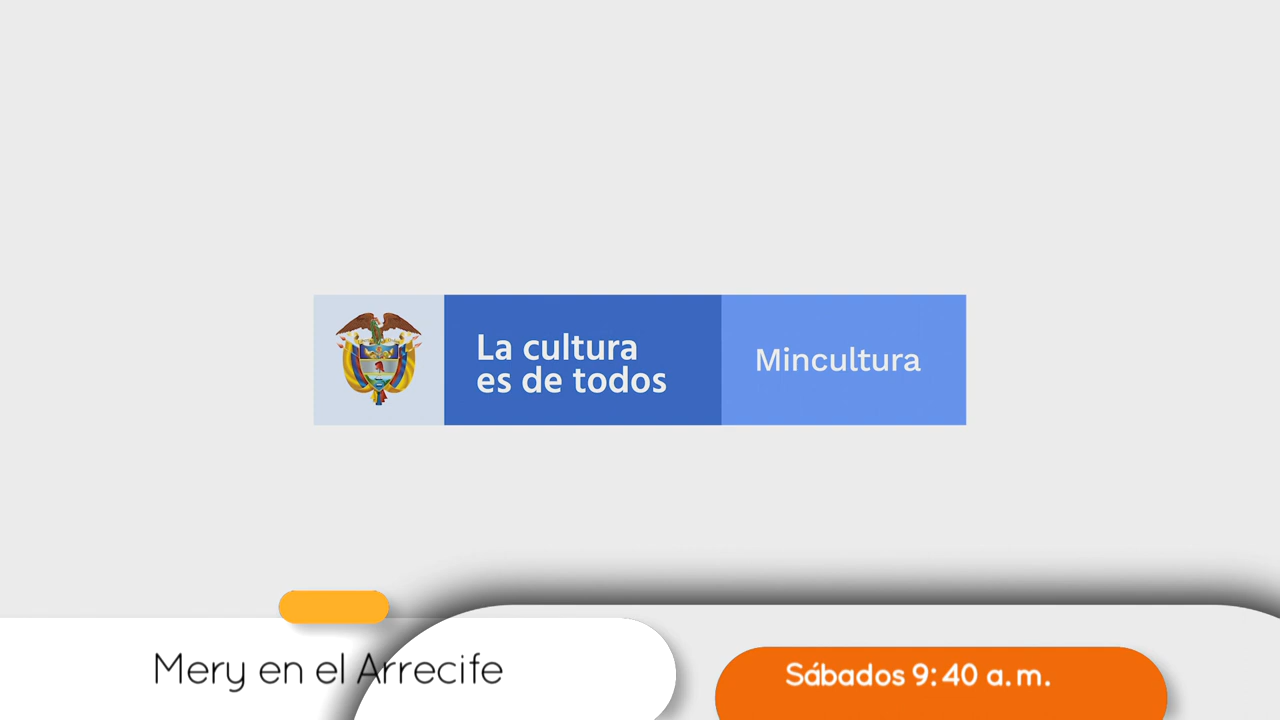 La cultura
es de todos
Mincultura
Mery en el Arrecife
Sábados 9:40 a.m.